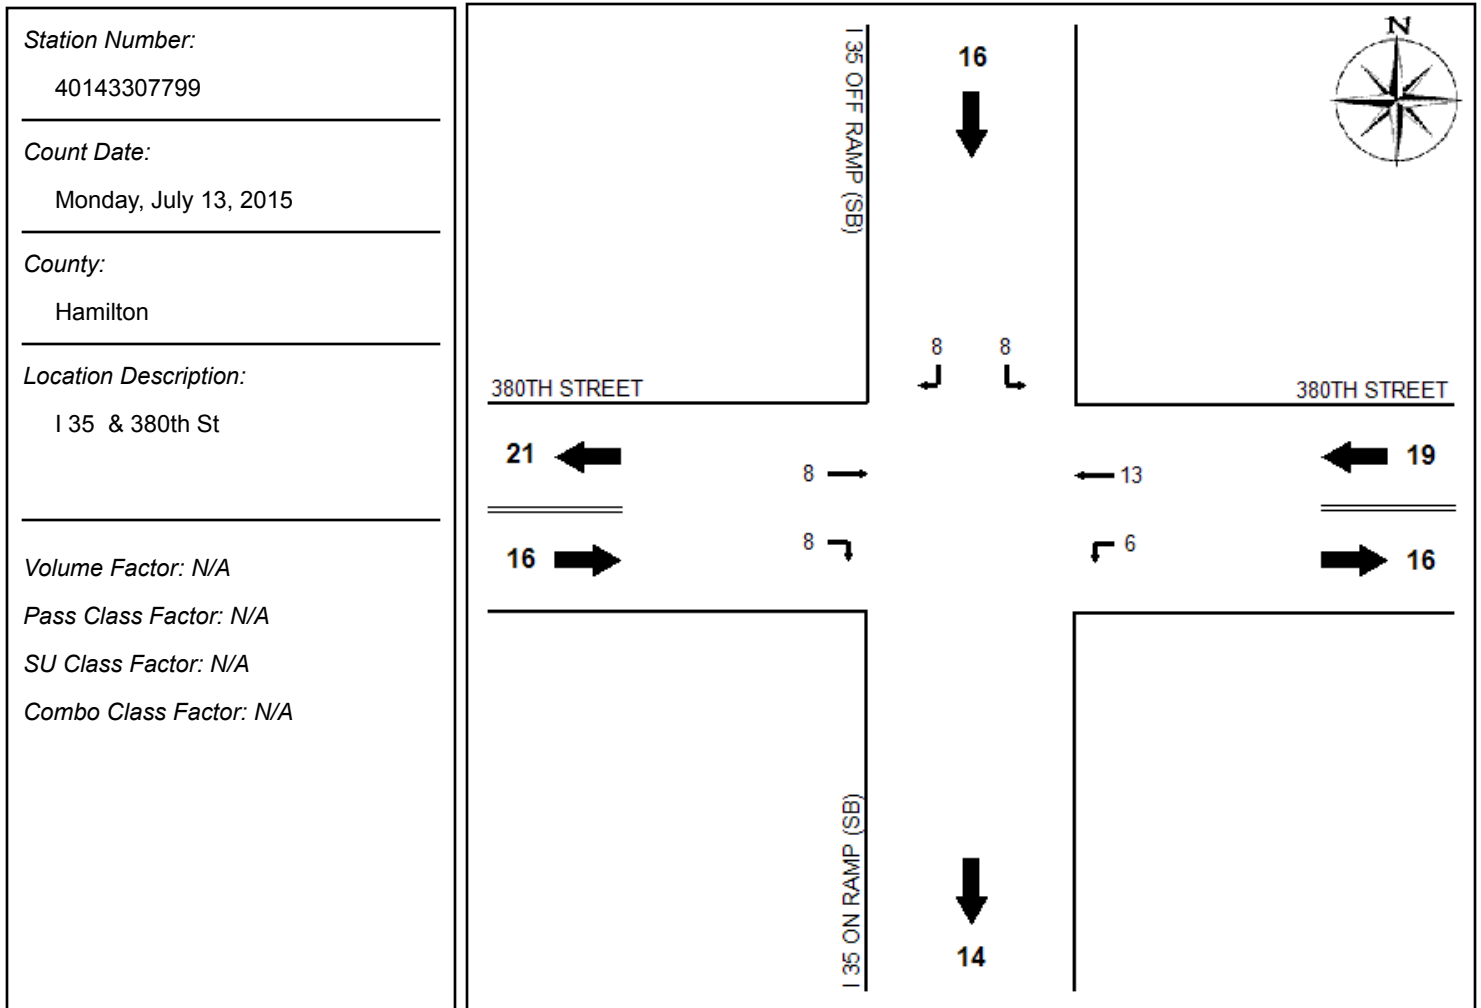 Station Number:
40143307799
Count Date:
Monday, July 13, 2015
County:
Hamilton
Location Description:
I 35  & 380th St
Volume Factor: N/A
Pass Class Factor: N/A
SU Class Factor: N/A
Combo Class Factor: N/A
N
I 35 OFF RAMP (SB)
16
8 8
380TH STREET
380TH STREET
21
19
8
13
8
6
16
16
I 35 ON RAMP (SB)
14